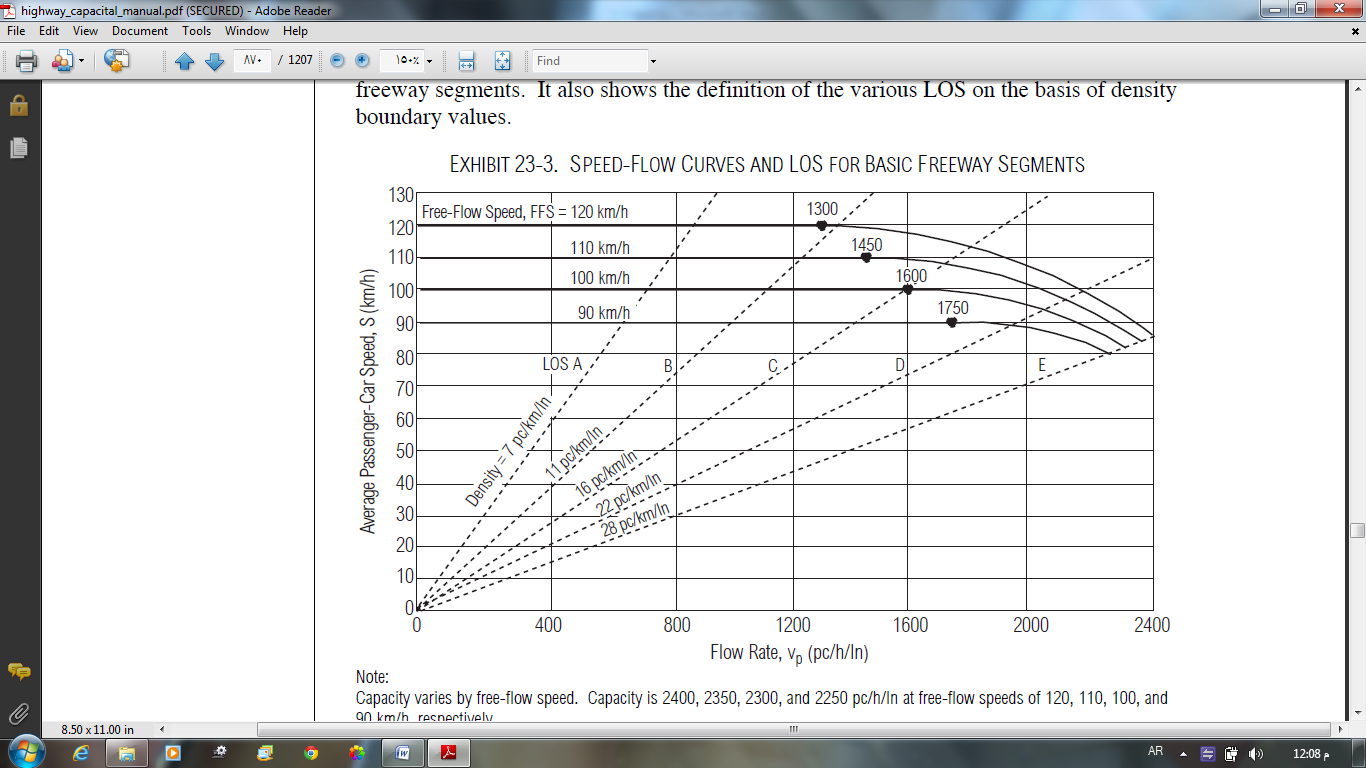 highway_capacital_manual.pdf (SECURED) - Adobe Reader
File Edit View Document Tools Window Help
٨٧٠ / 1207 ١٥٠٪ Find
freeway segments. It also shows the definition of the various LOS on the basis of density
boundary values.
EXHIBIT 23-3. SPEED-FLOW CURVES AND LOS FOR BASIC FREEWAY SEGMENTS
Average Passenger-Car Speed, S (km/h)
130
120
110
100
90
80
70
60
50
40
30
20
10
0
Free-Flow Speed, FFS = 120 km/h
1300
110 km/h
1450
100 km/h
1600
90 km/h
1750
LOS A B C D E
Density = 7 pc/km/ln
11 pc/km/ln
16 pc/km/ln
22 pc/km/ln
28 pc/km/ln
0 400 800 1200 1600 2000 2400
Flow Rate, vp (pc/h/ln)
Note:
Capacity varies by free-flow speed. Capacity is 2400, 2350, 2300, and 2250 pc/h/ln at free-flow speeds of 120, 110, 100, and
90 km/h, respectively
8.50 x 11.00 in
AR 12:08 م